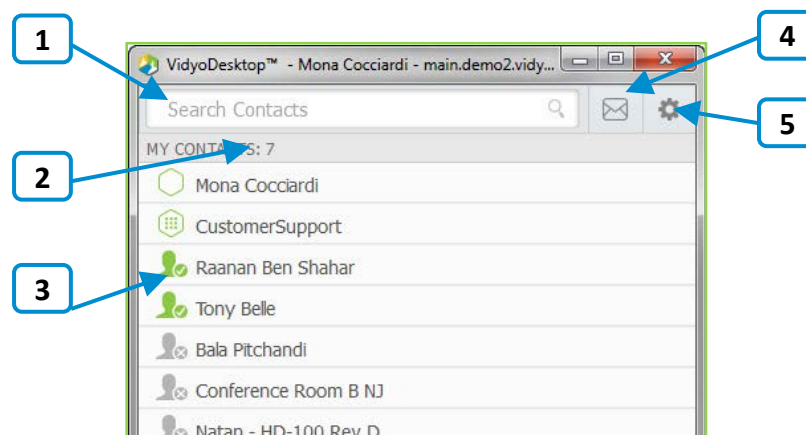 1
4
VidyoDesktop™ - Mona Cocciardi - main.demo2.vidy...
Search Contacts
5
MY CONTACTS: 7
2
Mona Cocciardi
CustomerSupport
3
Raanan Ben Shahar
Tony Belle
Bala Pitchandi
Conference Room B NJ
Natan - HD-100 Rev D